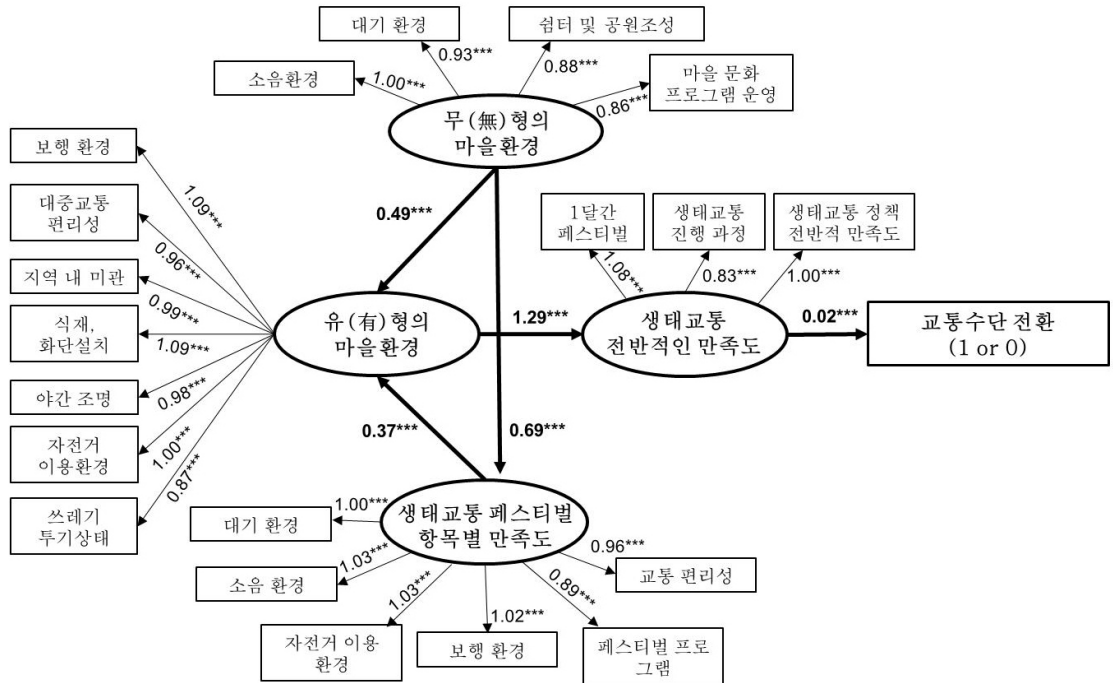 대기 환경
0.93***
쉼터 및 공원조성
0.88***
소음환경
1.00***
마을 문화
프로그램 운영
0.86***
무(無)형의
마을환경
보행 환경
1.09***
대중교통
편리성
0.96***
지역 내 미관
0.99***
식재,
화단설치
1.09***
야간 조명
0.98***
자전거
이용환경
1.00***
쓰레기
투기상태
0.87***
0.49***
유(有)형의
마을환경
1.29***
1달간
페스티벌
1.08***
생태교통
진행 과정
0.83***
생태교통 정책
전반적 만족도
1.00***
생태교통
전반적인 만족도
0.02***
교통수단 전환
(1 or 0)
0.37***
0.69***
생태교통 페스티벌
항목별 만족도
대기 환경
1.00***
소음 환경
1.03***
자전거 이용
환경
1.03***
보행 환경
1.02***
페스티벌 프로
그램
0.89***
교통 편리성
0.96***